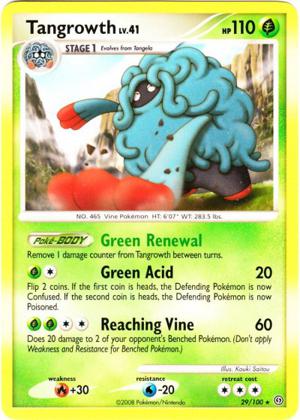 Tangrowth LV.41 HP 110
STAGE 1 Evolves from Tangela
NO. 465 Vine Pokémon HT: 6'07" WT: 283.5 lbs.
Poké-BODY Green Renewal
Remove 1 damage counter from Tangrowth between turns.
Green Acid 20
Flip 2 coins. If the first coin is heads, the Defending Pokémon is now
Confused. If the second coin is heads, the Defending Pokémon is now
Poisoned.
Reaching Vine 60
Does 20 damage to 2 of your opponent's Benched Pokémon. (Don't apply
Weakness and Resistance for Benched Pokémon.)
Illus. Kouki Saitou
weakness resistance retreat cost
+30 -20
©2008 Pokémon/Nintendo 29/100 ★